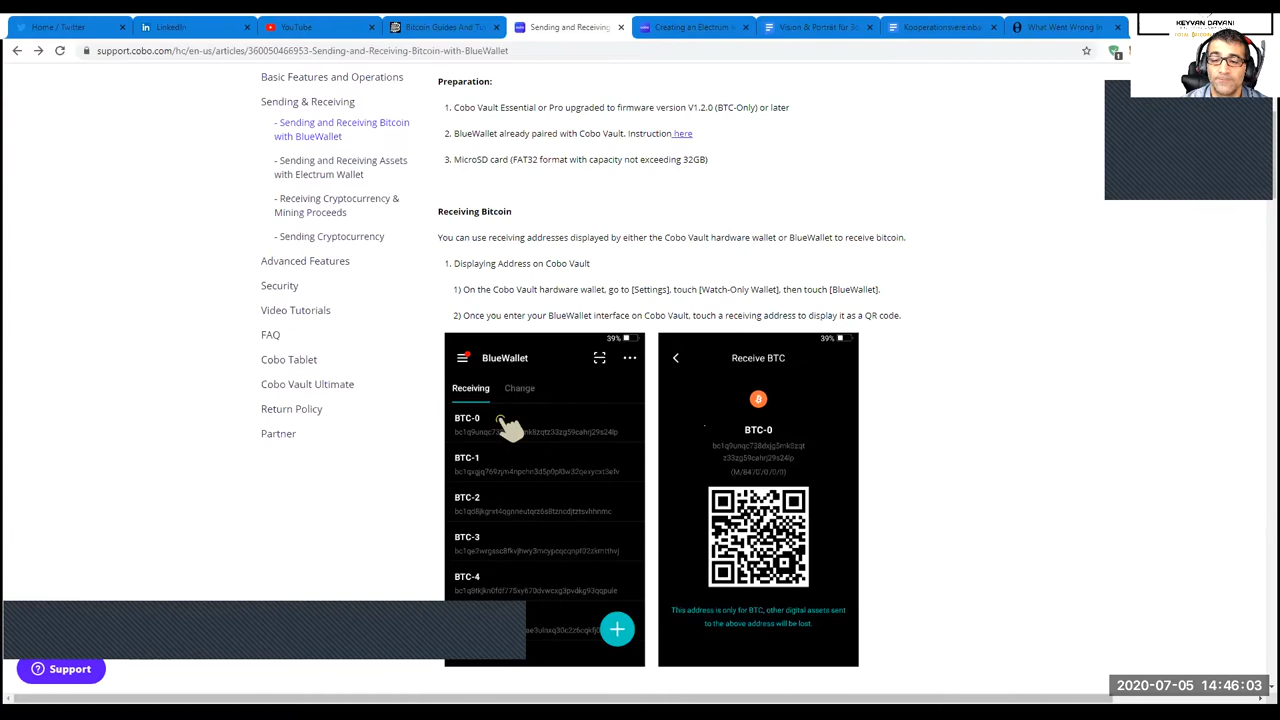 Home / Twitter
LinkedIn
YouTube
Bitcoin Guides And Tu
Sending and Receiving
Creating an Electrum w
Vision & Porträt für 3c
Kooperationsvereinba
What Went Wrong In
KEYVAN DAVANI
support.cobo.com/hc/en-us/articles/360050466953-Sending-and-Receiving-Bitcoin-with-BlueWallet
1
Basic Features and Operations
Sending & Receiving
- Sending and Receiving Bitcoin
with BlueWallet
- Sending and Receiving Assets
with Electrum Wallet
- Receiving Cryptocurrency &
Mining Proceeds
- Sending Cryptocurrency
Advanced Features
Security
Video Tutorials
FAQ
Cobo Tablet
Cobo Vault Ultimate
Return Policy
Partner
Preparation:
1. Cobo Vault Essential or Pro upgraded to firmware version V1.2.0 (BTC-Only) or later
2. BlueWallet already paired with Cobo Vault. Instruction here
3. MicroSD card (FAT32 format with capacity not exceeding 32GB)
Receiving Bitcoin
You can use receiving addresses displayed by either the Cobo Vault hardware wallet or BlueWallet to receive bitcoin.
1. Displaying Address on Cobo Vault
1) On the Cobo Vault hardware wallet, go to [Settings], touch [Watch-Only Wallet], then touch [BlueWallet].
2) Once you enter your BlueWallet interface on Cobo Vault, touch a receiving address to display it as a QR code.
39%
BlueWallet
Receiving Change
BTC-0
BTC-1
BTC-2
BTC-3
BTC-4
39%
Receive BTC
BTC-0
This address is only for BTC, other digital assets sent
to the above address will be lost.
Support
2020-07-05 14:46:03